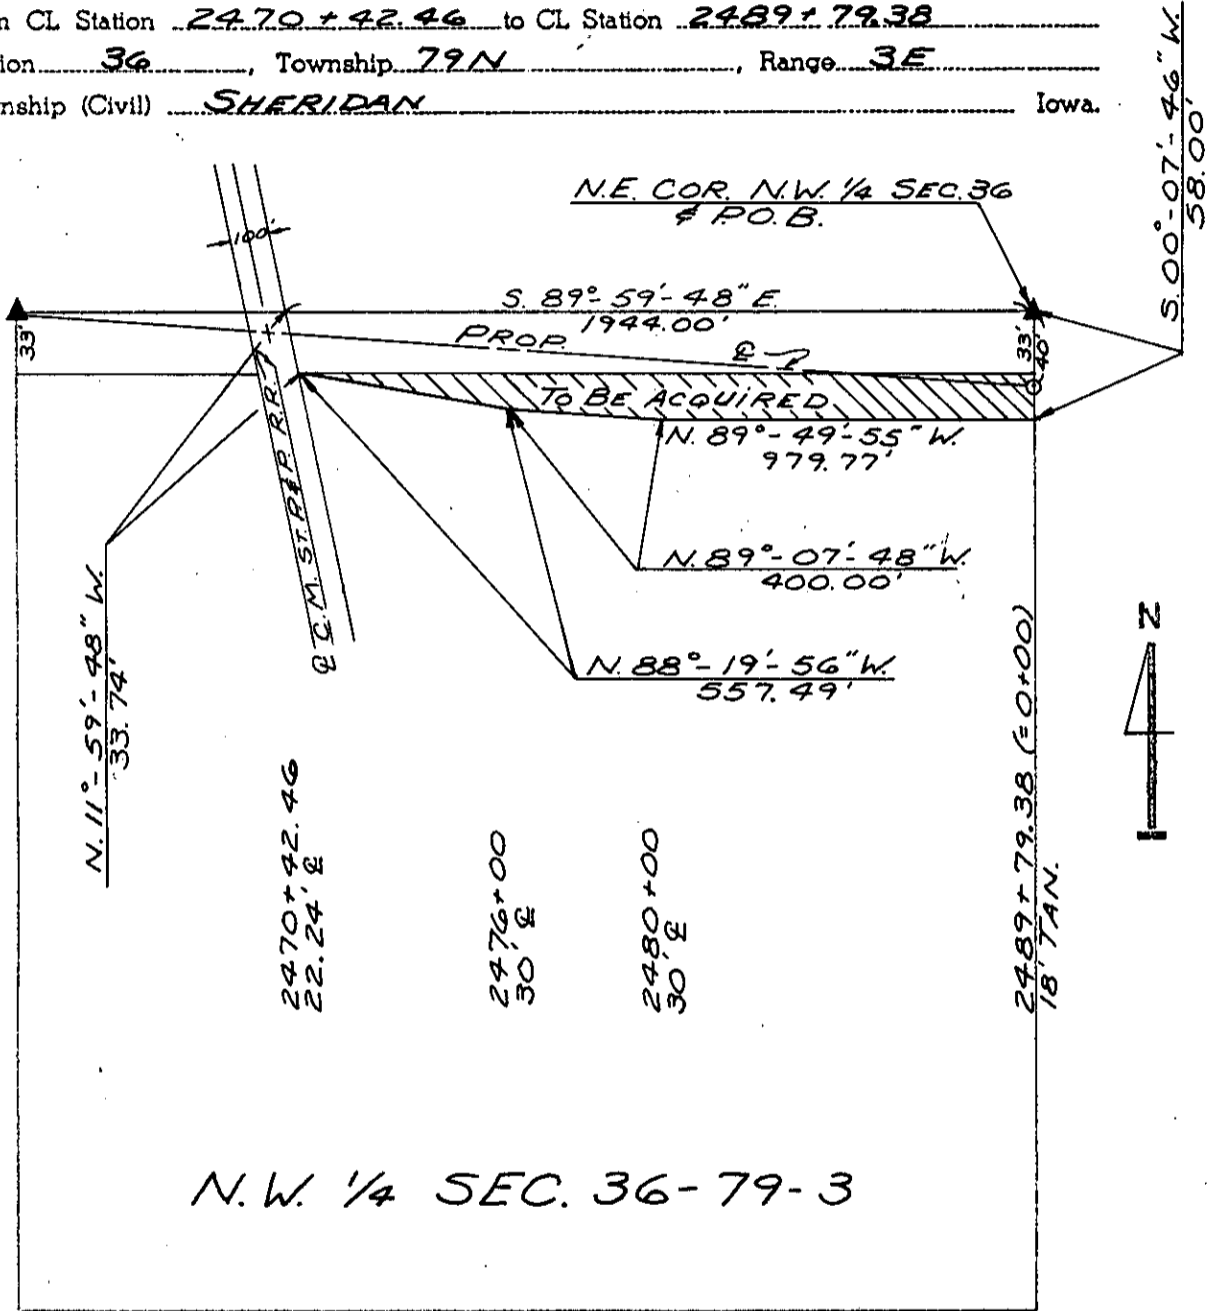 n CL Station 2470+42.46 to CL Station 2489+79.38
ion 36, Township 79N, Range 3E
nship (Civil) SHERIDAN Iowa.
S.00°-07'-46"W.
58.00'
N.E. COR. N.W. 1/4 SEC.36
& P.O.B.
100'
S. 89°-59'-48"E.
1944.00'
33'
PROP.
℄
33'
40'
TO BE ACQUIRED
N. 89°-49'-55"W.
979.77'
℄ C.M. ST. P.& P. R.R.
N. 89°-07'-48"W.
400.00'
N. 88°-19'-56"W.
557.49'
N. 11°-59'-48"W.
33.74'
N
2470+42.46
22.24' ℄
2476+00
30' ℄
2480+00
30' ℄
2489+79.38 (=0+00)
18' TAN.
N.W. 1/4 SEC. 36-79-3